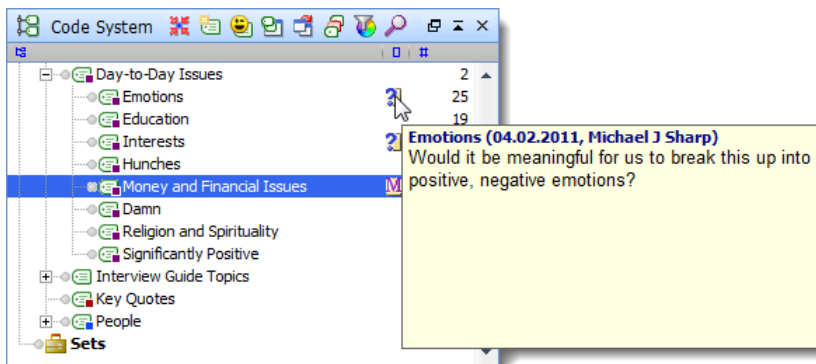 Code System
#
Day-to-Day Issues 2
Emotions ? 25
Education 19
Interests ?
Emotions (04.02.2011, Michael J Sharp)
Would it be meaningful for us to break this up into
positive, negative emotions?
Hunches
Money and Financial Issues M
Damn
Religion and Spirituality
Significantly Positive
Interview Guide Topics
Key Quotes
People
Sets